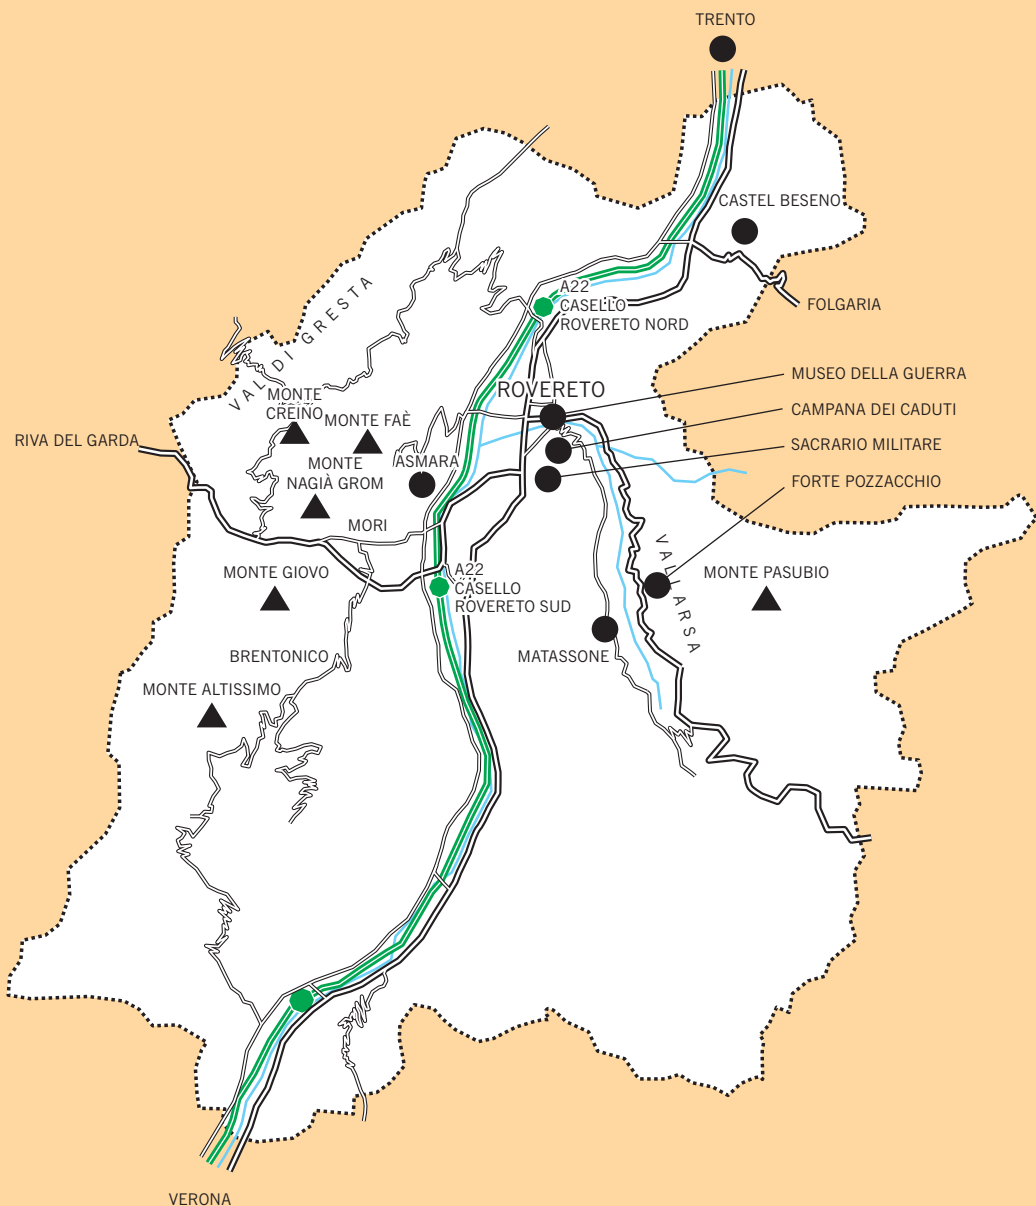 TRENTO
CASTEL BESENO
FOLGARIA
A22
CASELLO
ROVERETO NORD
VAL DI GRESTA
ROVERETO
MUSEO DELLA GUERRA
CAMPANA DEI CADUTI
SACRARIO MILITARE
FORTE POZZACCHIO
MONTE
CREINO
MONTE FAÈ
RIVA DEL GARDA
ASMARA
MONTE
NAGIÀ GROM
MORI
VALLARSA
MONTE GIOVO
A22
CASELLO
ROVERETO SUD
MONTE PASUBIO
BRENTONICO
MATASSONE
MONTE ALTISSIMO
VERONA